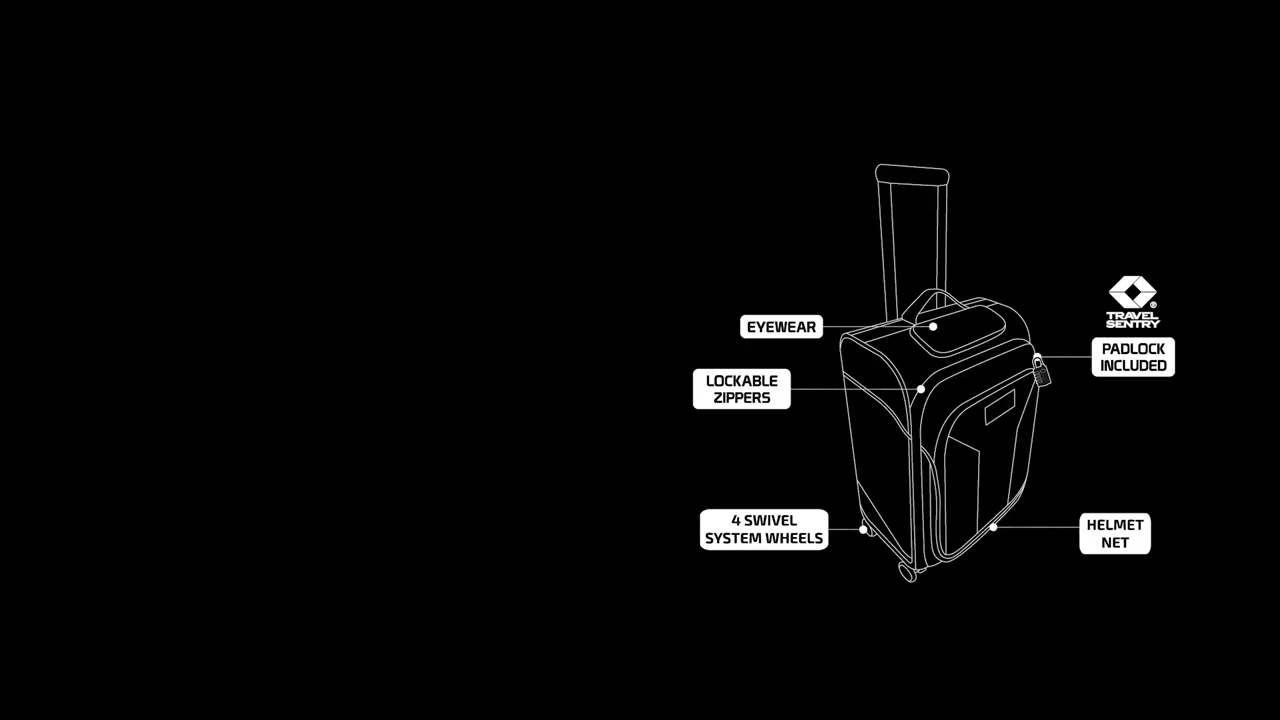 TRAVEL
SENTRY
®
EYEWEAR
PADLOCK
INCLUDED
LOCKABLE
ZIPPERS
4 SWIVEL
SYSTEM WHEELS
HELMET
NET